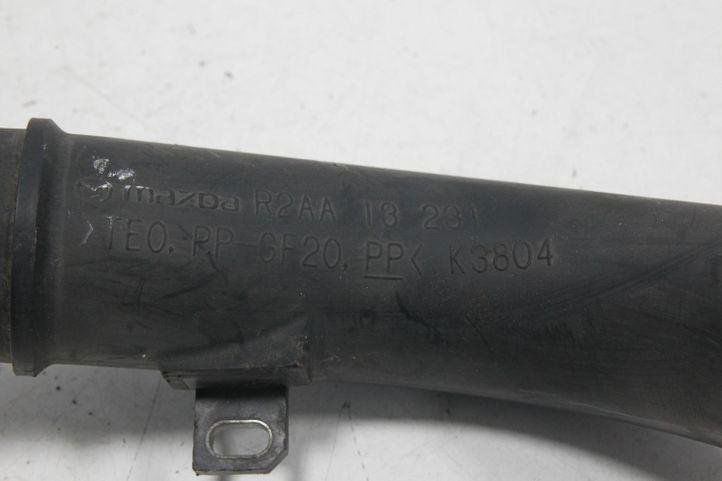 mazda R2AA 13 231
>TEO, PP-GF20, PP< K3804